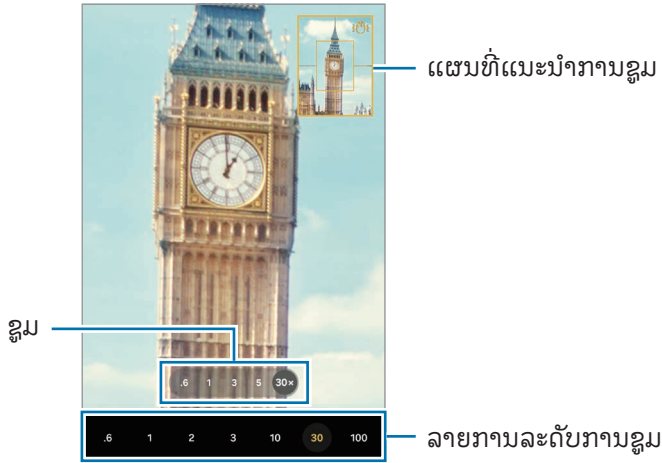 ແຜນທີ່ແນະນຳການຊູມ
ຊູມ
.6 1 3 5 30×
.6 1 2 3 10 30 100
ລາຍການລະດັບການຊູມ